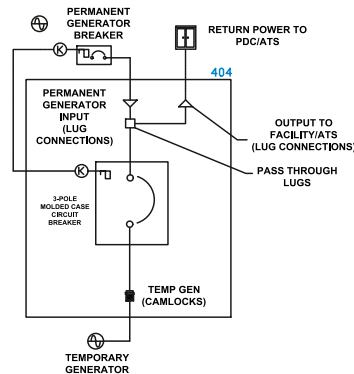 PERMANENT
GENERATOR
BREAKER
RETURN POWER TO
PDC/ATS
K
404
PERMANENT
GENERATOR
INPUT
(LUG
CONNECTIONS)
OUTPUT TO
FACILITY/ATS
(LUG CONNECTIONS)
PASS THROUGH
LUGS
K
3-POLE
MOLDED CASE
CIRCUIT
BREAKER
TEMP GEN
(CAMLOCKS)
TEMPORARY
GENERATOR